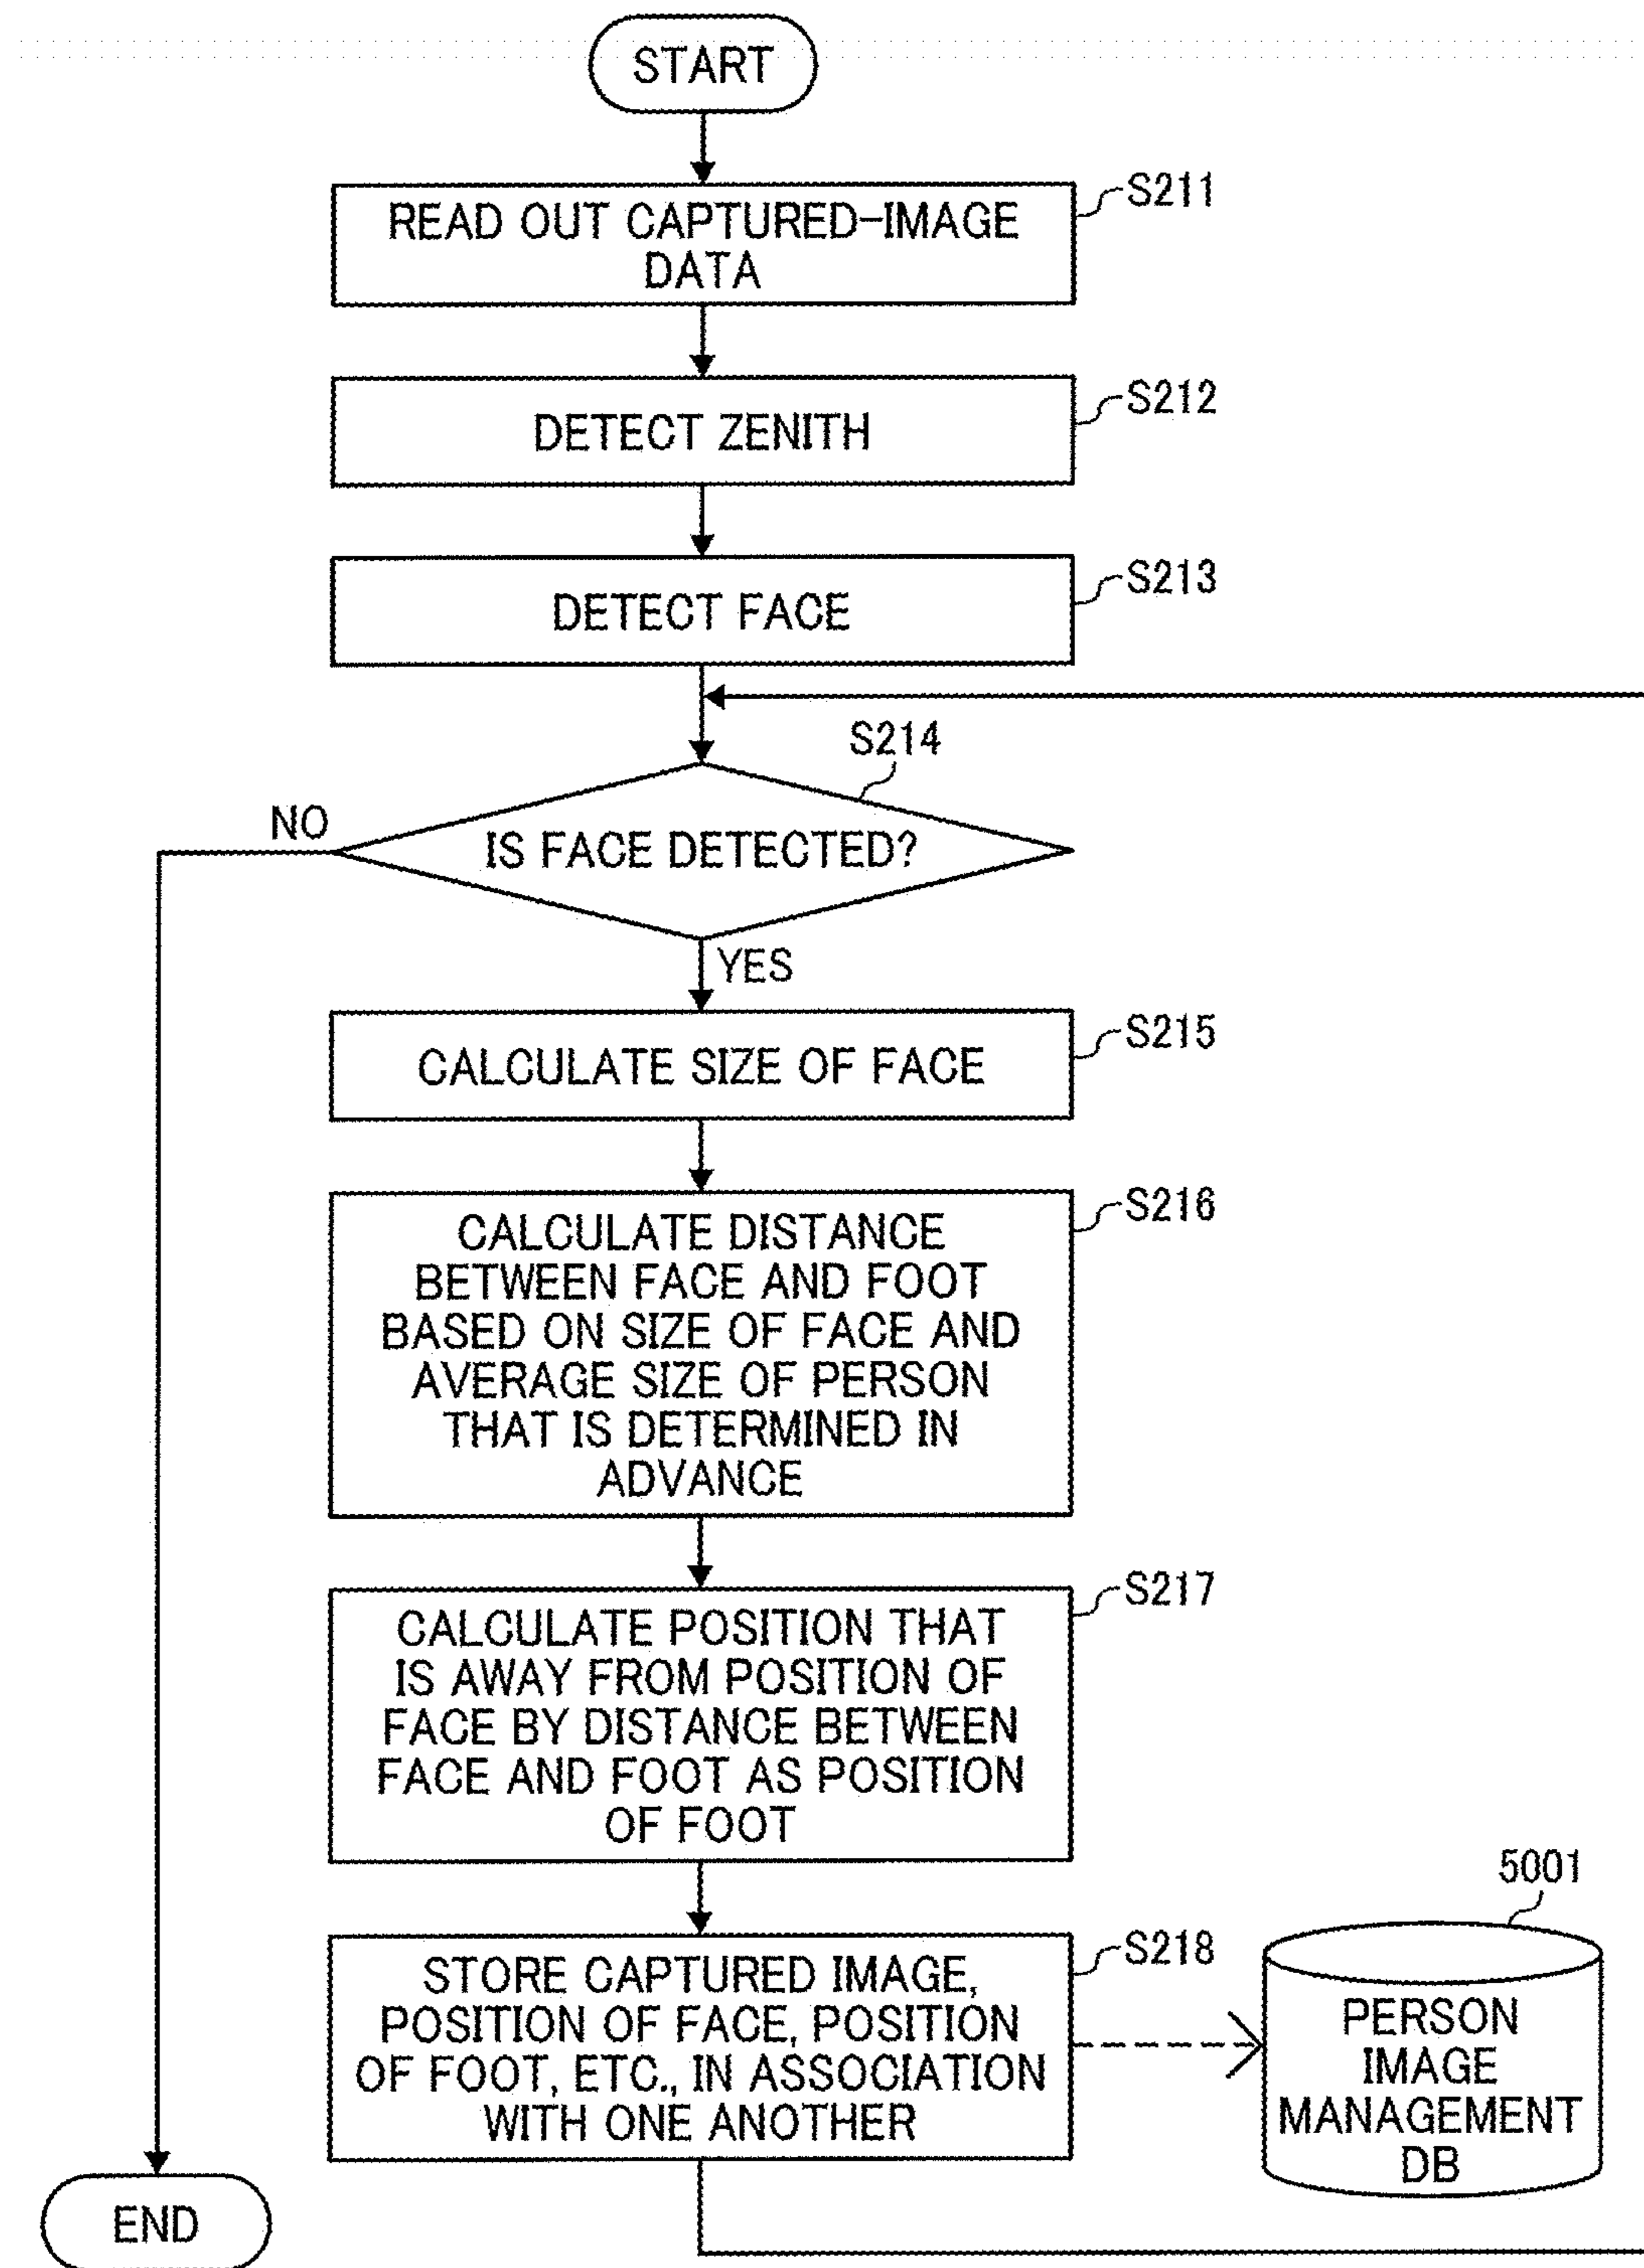 START
S211
READ OUT CAPTURED-IMAGE
DATA
S212
DETECT ZENITH
S213
DETECT FACE
S214
NO
IS FACE DETECTED?
YES
S215
CALCULATE SIZE OF FACE
S216
CALCULATE DISTANCE
BETWEEN FACE AND FOOT
BASED ON SIZE OF FACE AND
AVERAGE SIZE OF PERSON
THAT IS DETERMINED IN
ADVANCE
S217
CALCULATE POSITION THAT
IS AWAY FROM POSITION OF
FACE BY DISTANCE BETWEEN
FACE AND FOOT AS POSITION
OF FOOT
S218
STORE CAPTURED IMAGE,
POSITION OF FACE, POSITION
OF FOOT, ETC., IN ASSOCIATION
WITH ONE ANOTHER
5001
PERSON
IMAGE
MANAGEMENT
DB
END